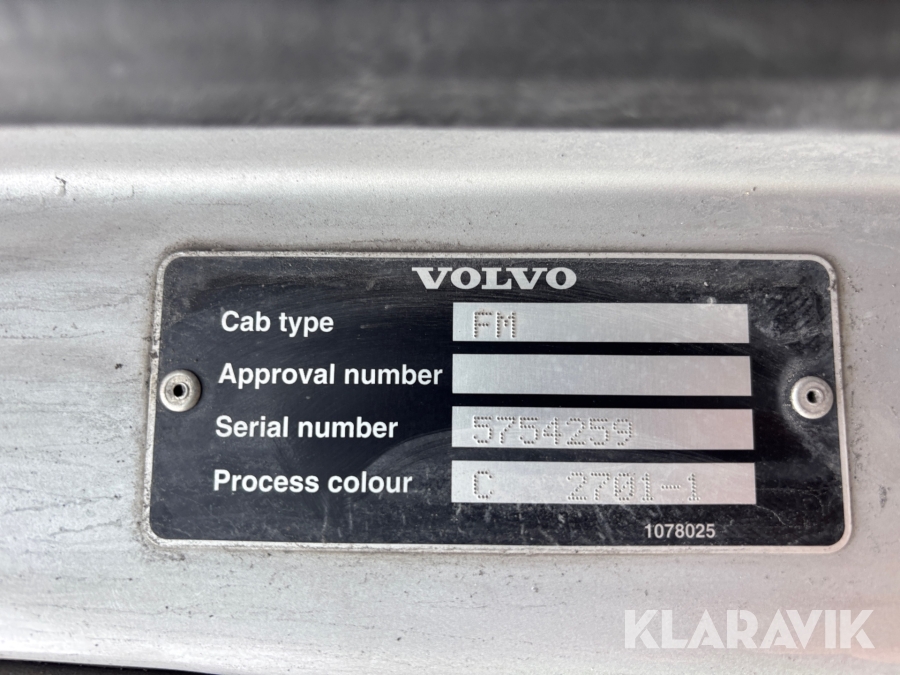 VOLVO
Cab type FM
Approval number
Serial number 5754259
Process colour C 2701-1
1078025
KLARAVIK